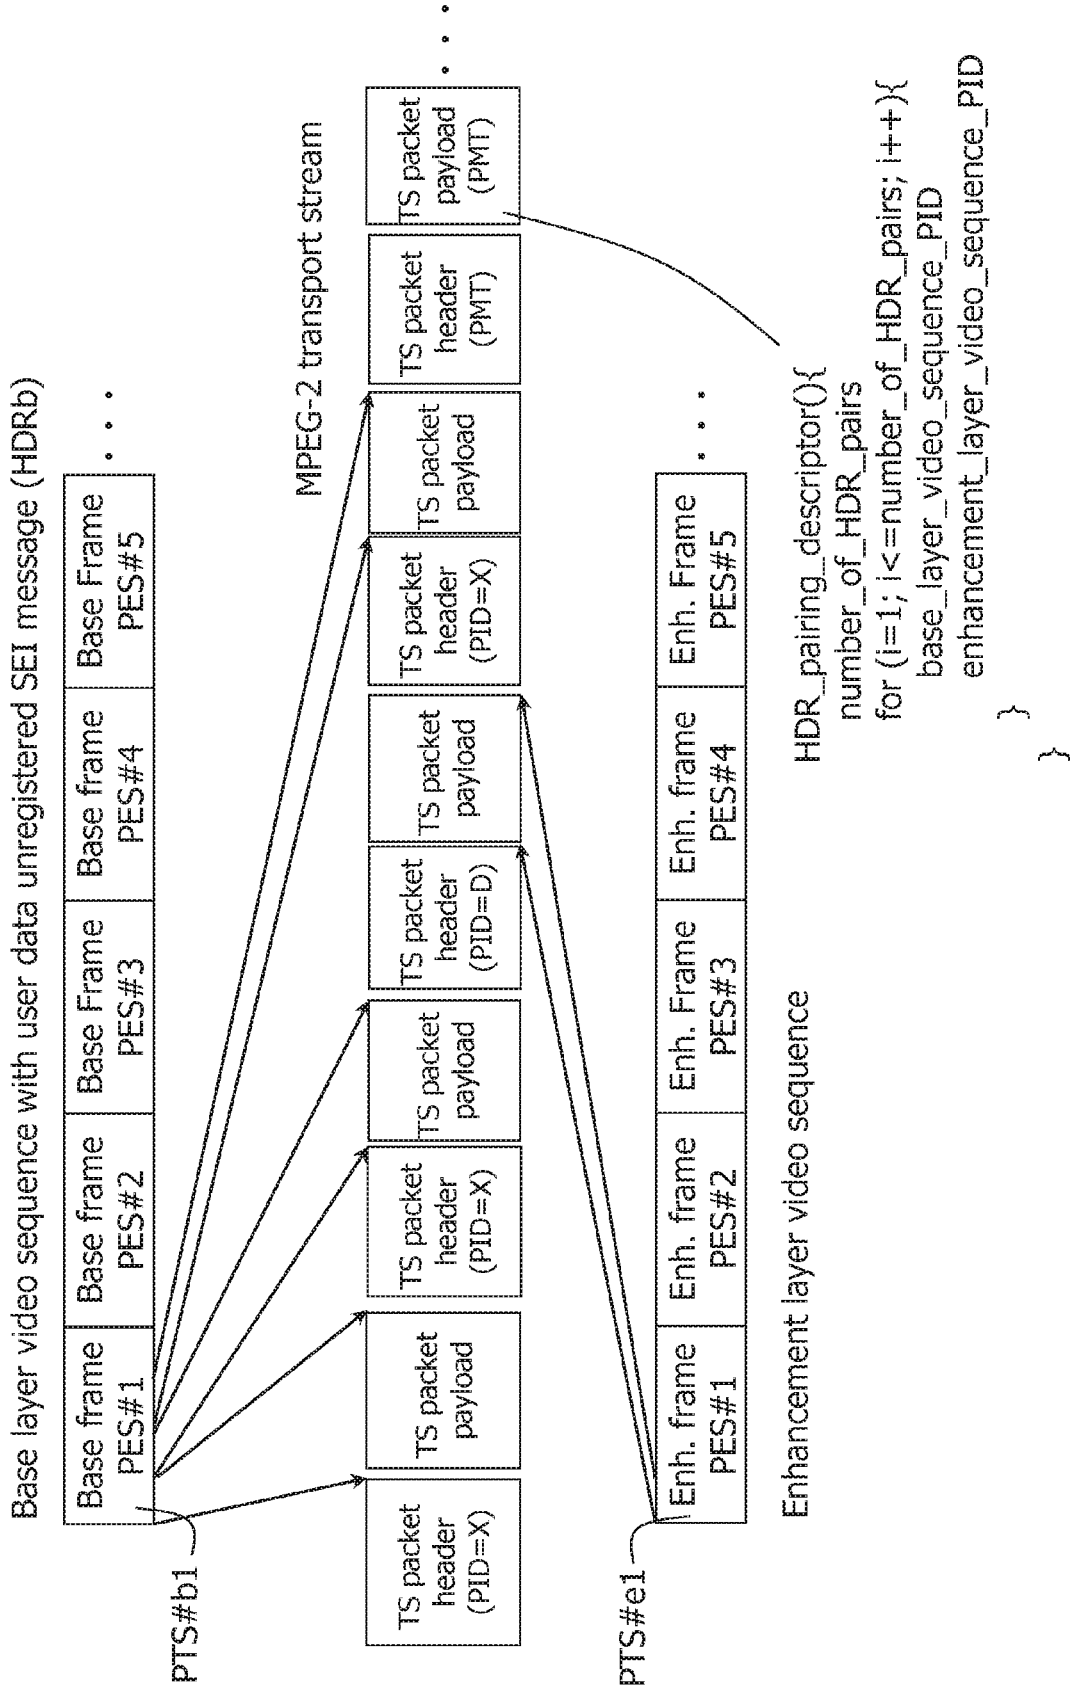 Base layer video sequence with user data unregistered SEI message (HDRb)
Base frame
PES#1
Base frame
PES#2
Base Frame
PES#3
Base frame
PES#4
Base Frame
PES#5
PTS#b1
MPEG-2 transport stream
TS packet
header
(PID=X)
TS packet
payload
TS packet
header
(PID=X)
TS packet
payload
TS packet
header
(PID=D)
TS packet
payload
TS packet
header
(PID=X)
TS packet
payload
TS packet
header
(PMT)
TS packet
payload
(PMT)
PTS#e1
Enh. frame
PES#1
Enh. frame
PES#2
Enh. Frame
PES#3
Enh. frame
PES#4
Enh. Frame
PES#5
Enhancement layer video sequence
HDR_pairing_descriptor(){
number_of_HDR_pairs
for (i=1; i<=number_of_HDR_pairs; i++){
base_layer_video_sequence_PID
enhancement_layer_video_sequence_PID
}
}